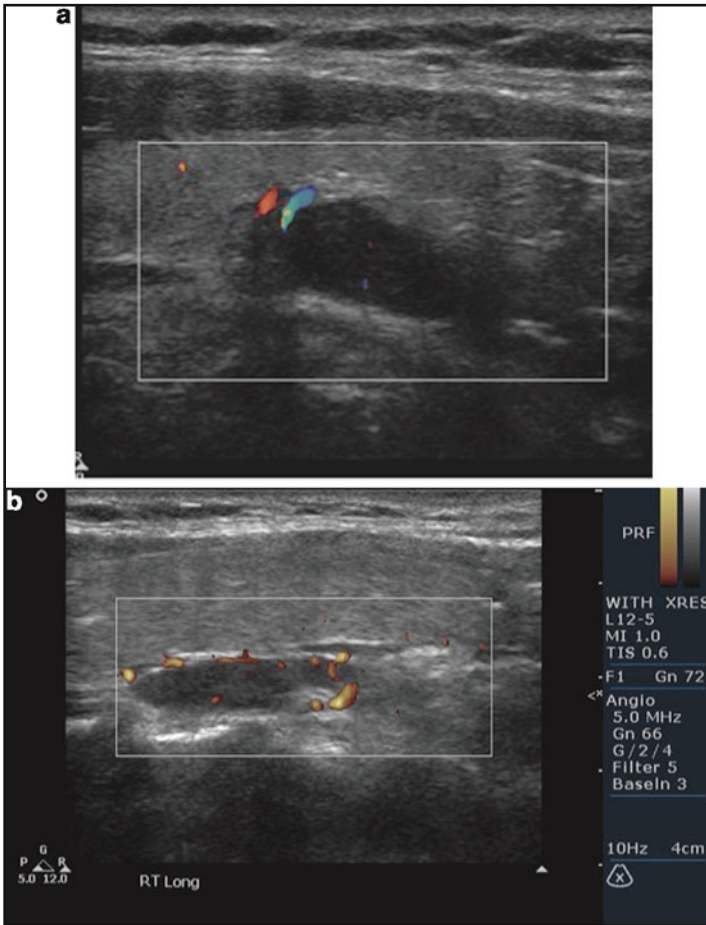 a
b
PRF
WITH XRES
L12-5
MI 1.0
TIS 0.6
F1 Gn 72
<x
Angio
5.0 MHz
Gn 66
G/2/4
Filter 5
Baseln 3
10Hz 4cm
G
P R
5.0 12.0
RT Long
X